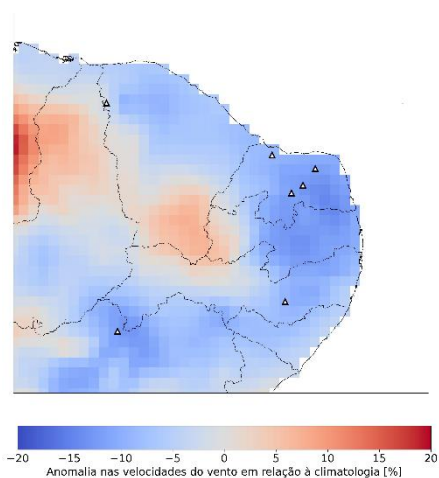 −20 −15 −10 −5 0 5 10 15 20
Anomalia nas velocidades do vento em relação à climatologia [%]